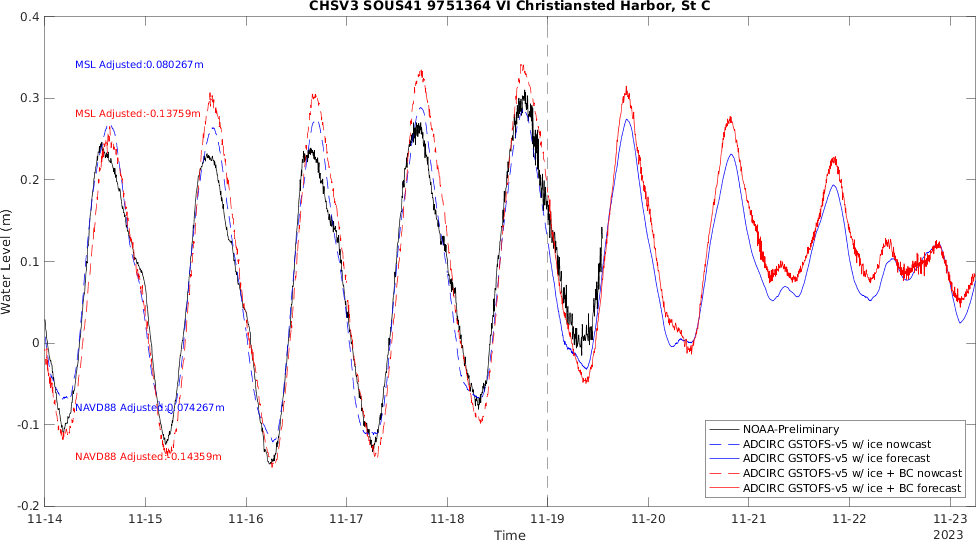 CHSV3 SOUS41 9751364 VI Christiansted Harbor, St C
0.4
0.3
0.2
0.1
0
-0.1
-0.2
Water Level (m)
MSL Adjusted:0.080267m
MSL Adjusted:-0.13759m
NAVD88 Adjusted:0.074267m
NAVD88 Adjusted:-0.14359m
NOAA-Preliminary
ADCIRC GSTOFS-v5 w/ ice nowcast
ADCIRC GSTOFS-v5 w/ ice forecast
ADCIRC GSTOFS-v5 w/ ice + BC nowcast
ADCIRC GSTOFS-v5 w/ ice + BC forecast
11-14 11-15 11-16 11-17 11-18 11-19 11-20 11-21 11-22 11-23
Time
2023